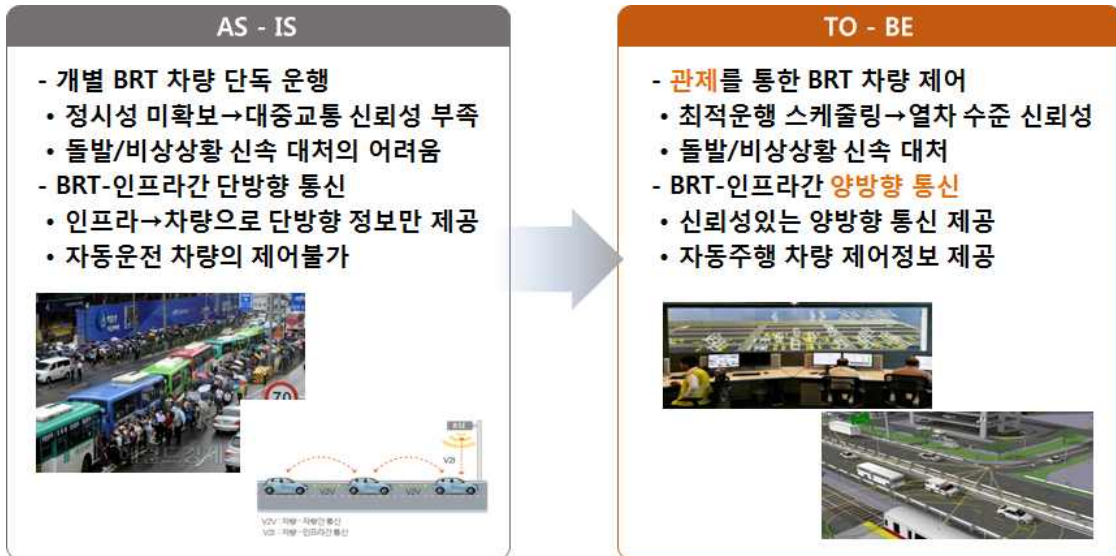 AS - IS
- 개별 BRT 차량 단독 운행
• 정시성 미확보→대중교통 신뢰성 부족
• 돌발/비상상황 신속 대처의 어려움
- BRT-인프라간 단방향 통신
• 인프라→차량으로 단방향 정보만 제공
• 자동운전 차량의 제어불가
70
V2I
V2V
V2V
V2V : 차량-차량간 통신
V2I : 차량-인프라간 통신
TO - BE
- 관제를 통한 BRT 차량 제어
• 최적운행 스케줄링→열차 수준 신뢰성
• 돌발/비상상황 신속 대처
- BRT-인프라간 양방향 통신
• 신뢰성있는 양방향 통신 제공
• 자동주행 차량 제어정보 제공